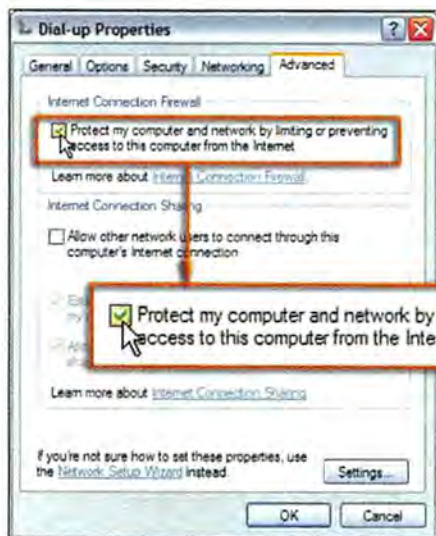 Dial-up Properties
General Options Security Networking Advanced
Internet Connection Firewall
Protect my computer and network by limiting or preventing
access to this computer from the Internet
Learn more about Internet Connection Firewall.
Internet Connection Sharing
Allow other network users to connect through this
computer's Internet connection
Protect my computer and network by
access to this computer from the Inte
Learn more about Internet Connection Sharing
If you're not sure how to set these properties, use
the Network Setup Wizard instead.
Settings...
OK Cancel